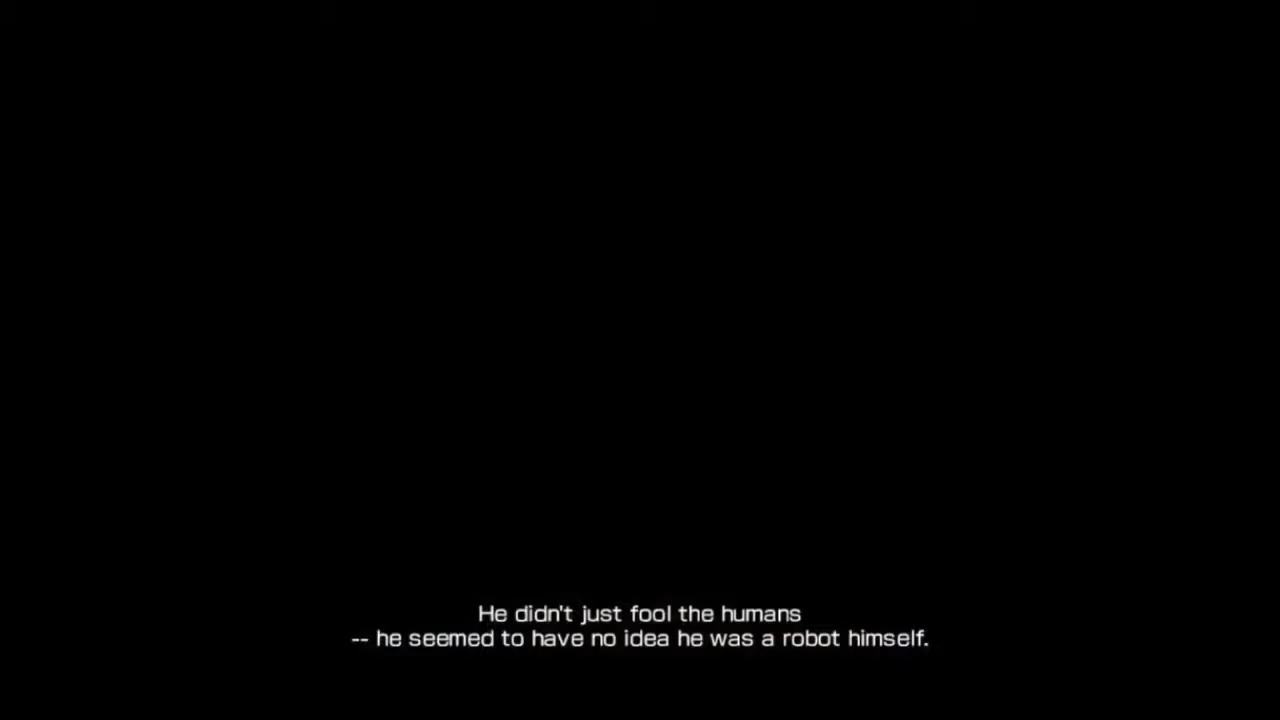 He didn't just fool the humans
-- he seemed to have no idea he was a robot himself.